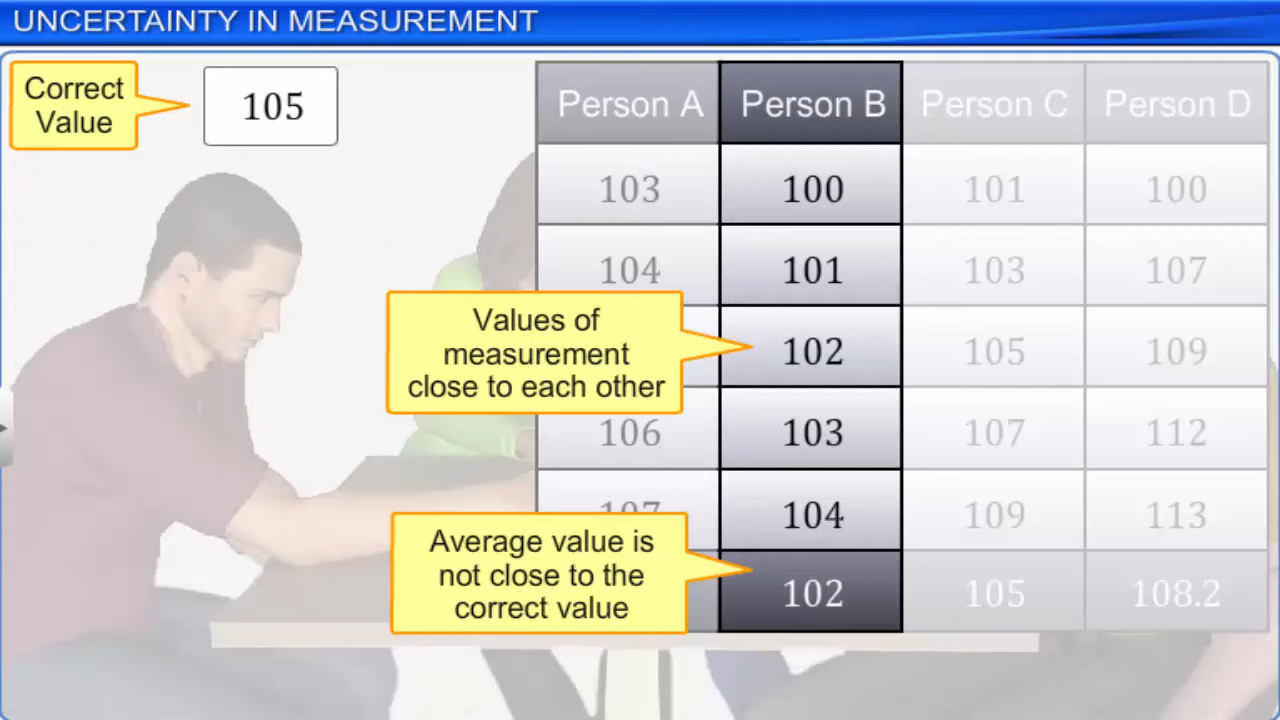 UNCERTAINTY IN MEASUREMENT
Correct
Value
105
Person A Person B Person C Person D
103 100 101 100
104 101 103 107
Values of
measurement
close to each other
102 105 109
106 103 107 112
107 104 109 113
Average value is
not close to the
correct value
102 105 108.2